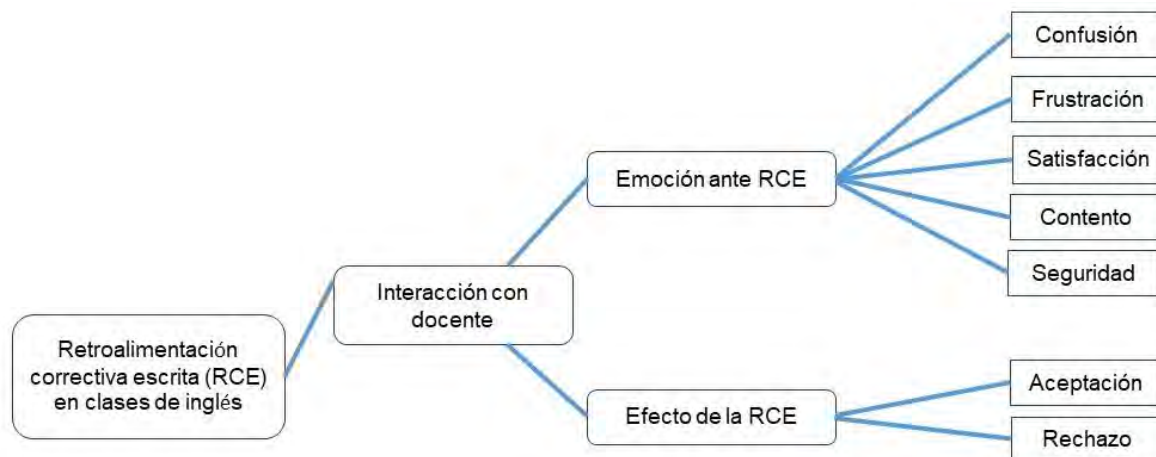 Retroalimentación
correctiva escrita (RCE)
en clases de inglés
Interacción con
docente
Emoción ante RCE
Confusión
Frustración
Satisfacción
Contento
Seguridad
Efecto de la RCE
Aceptación
Rechazo